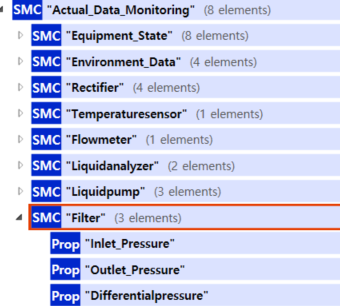 SMC "Actual_Data_Monitoring" (8 elements)
SMC "Equipment_State" (8 elements)
SMC "Environment_Data" (4 elements)
SMC "Rectifier" (4 elements)
SMC "Temperaturesensor" (1 elements)
SMC "Flowmeter" (1 elements)
SMC "Liquidanalyzer" (2 elements)
SMC "Liquidpump" (3 elements)
SMC "Filter" (3 elements)
Prop "Inlet_Pressure"
Prop "Outlet_Pressure"
Prop "Differentialpressure"